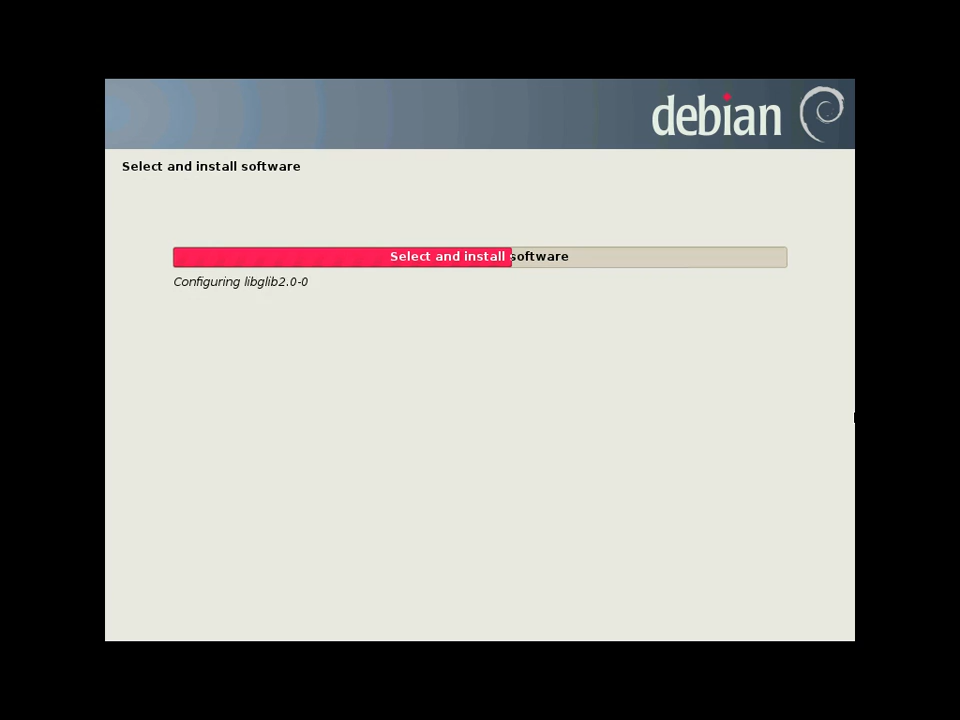 debian
Select and install software
Select and install software
Configuring libglib2.0-0